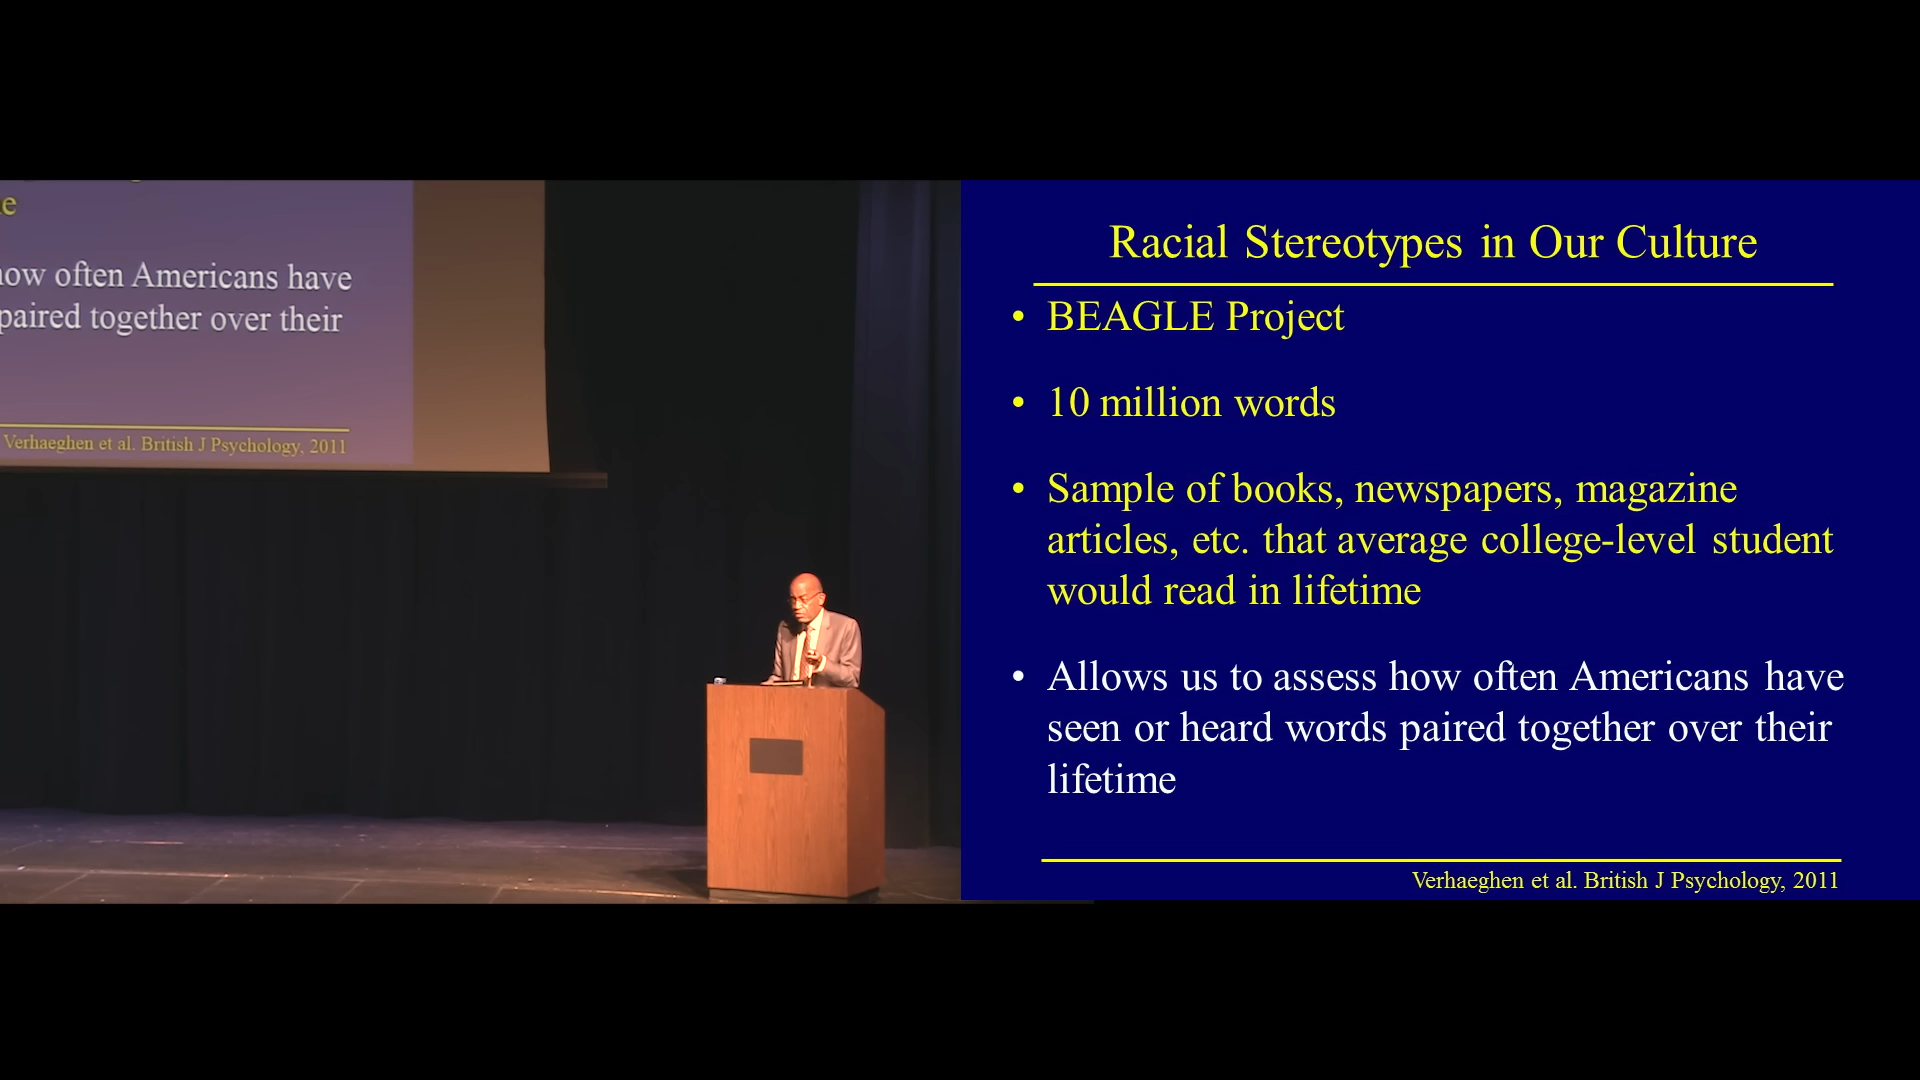 e
now often Americans have
paired together over their
Verhaeghen et al. British J Psychology, 2011
Racial Stereotypes in Our Culture
• BEAGLE Project
• 10 million words
• Sample of books, newspapers, magazine
articles, etc. that average college-level student
would read in lifetime
• Allows us to assess how often Americans have
seen or heard words paired together over their
lifetime
Verhaeghen et al. British J Psychology, 2011